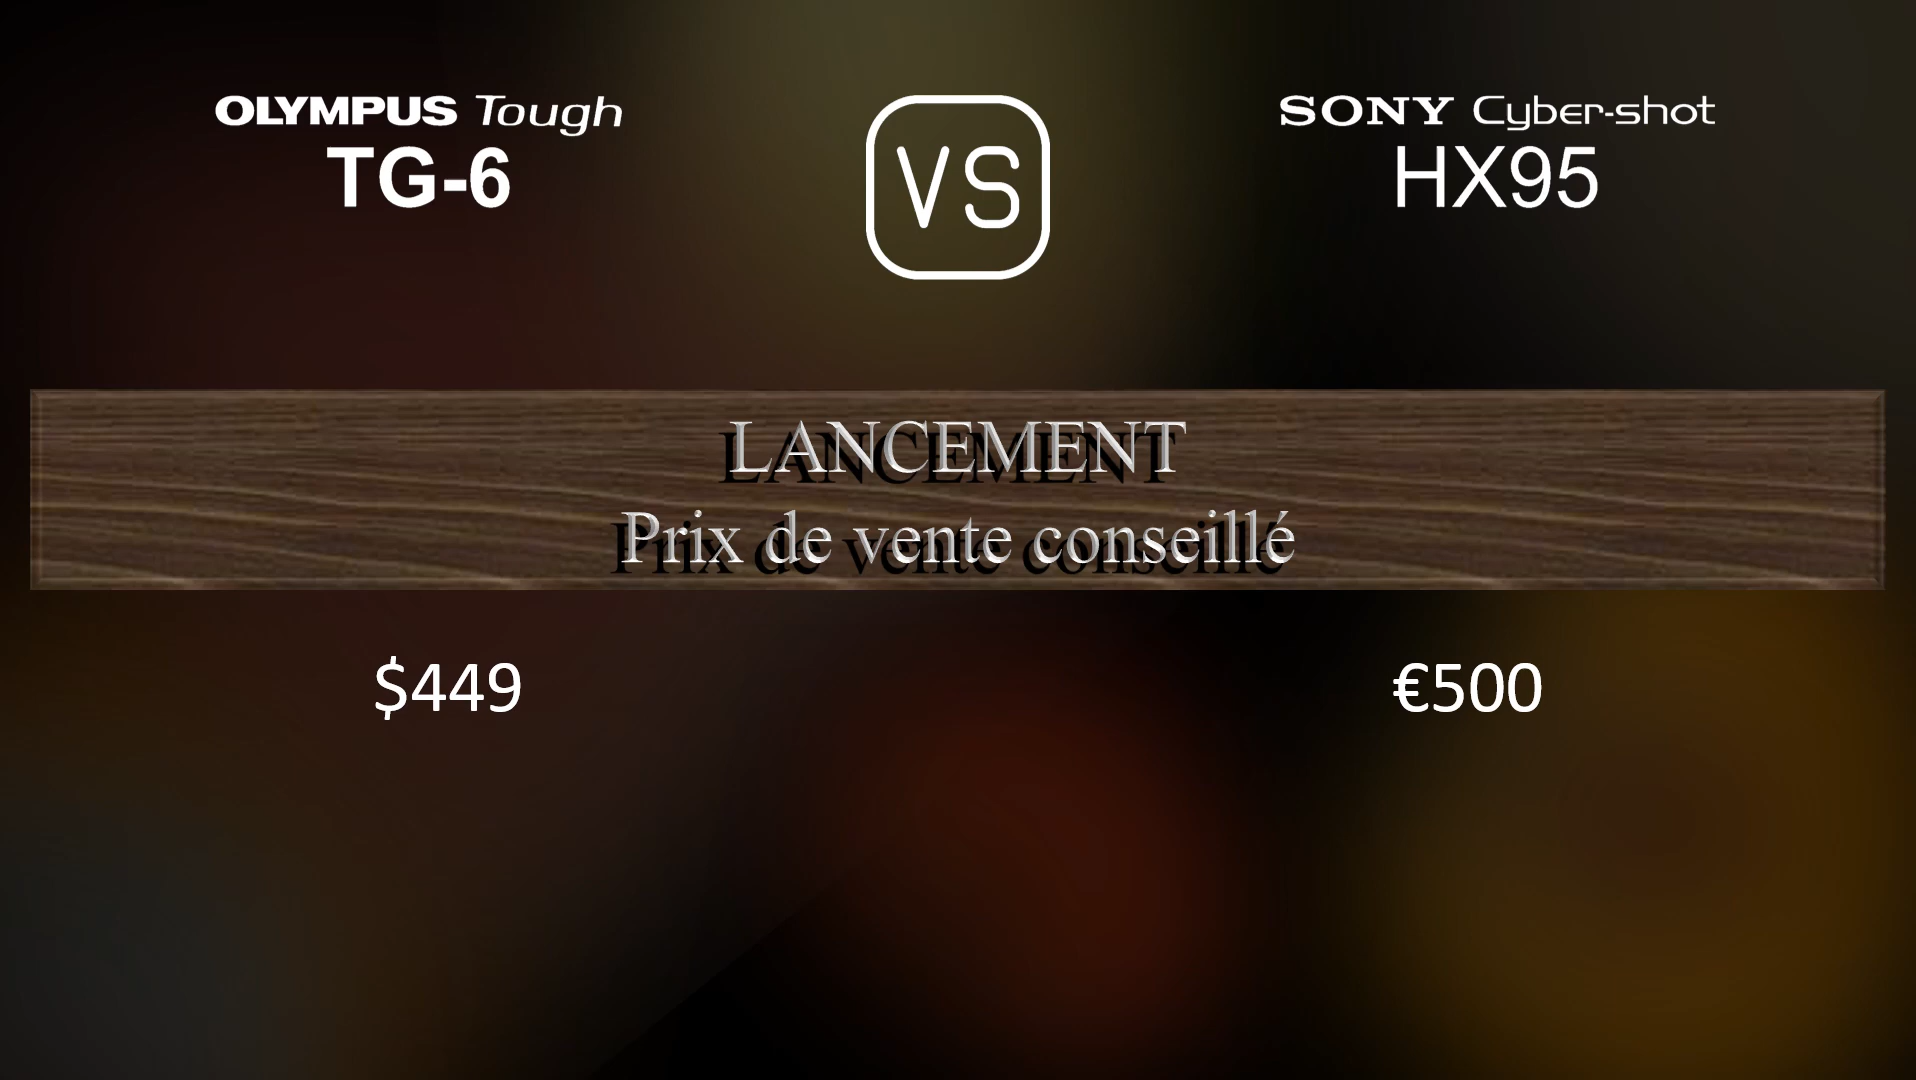 OLYMPUS Tough
TG-6
VS
SONY Cyber-shot
HX95
LANCEMENT
Prix de vente conseillé
$449
€500